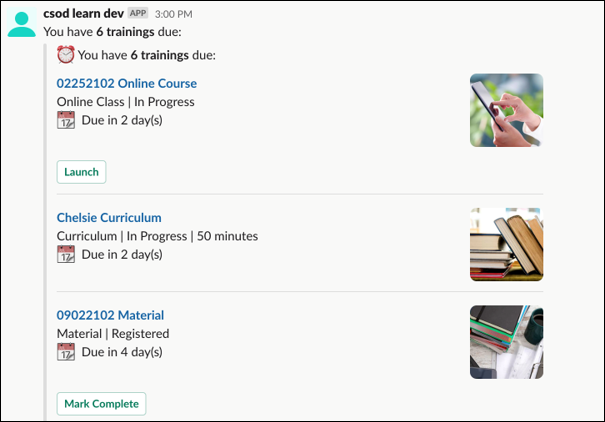 csod learn dev APP 3:00 PM
You have 6 trainings due:
You have 6 trainings due:
02252102 Online Course
Online Class | In Progress
Due in 2 day(s)
Launch
Chelsie Curriculum
Curriculum | In Progress | 50 minutes
Due in 2 day(s)
09022102 Material
Material | Registered
Due in 4 day(s)
Mark Complete